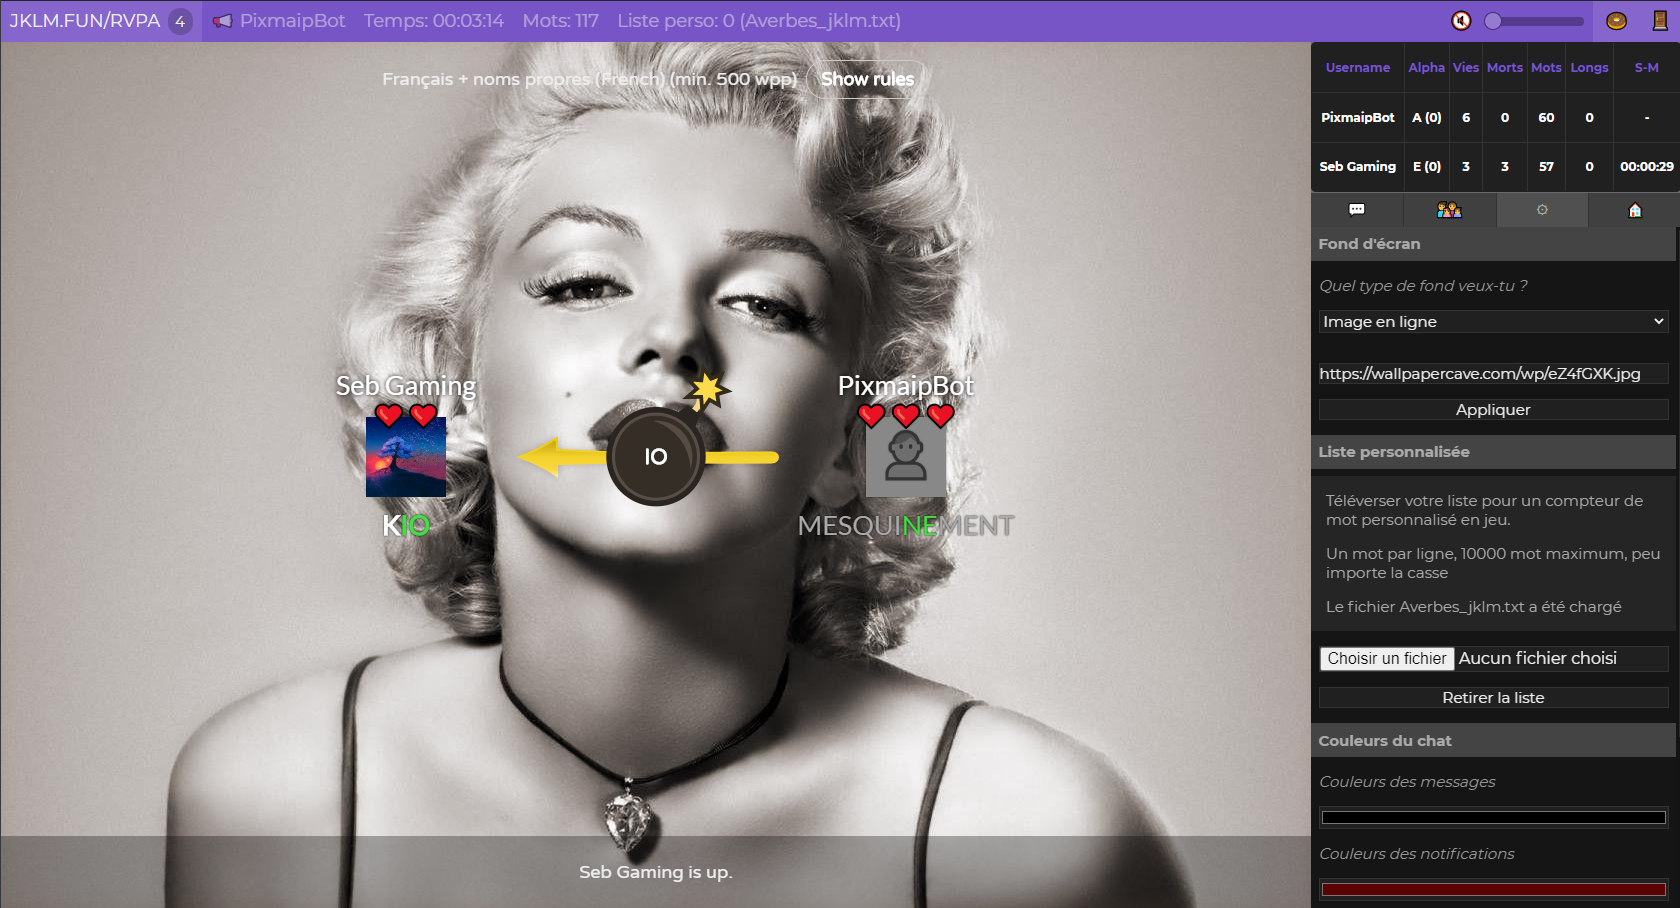 JKLM.FUN/RVPA 4 PixmaipBot Temps: 00:03:14 Mots: 117 Liste perso: 0 (Averbes_jklm.txt)
Français + noms propres (French) (min. 500 wpp) Show rules
Seb Gaming
IO
KIO
PixmaipBot
MESQUINEMENT
Seb Gaming is up.
Username Alpha Vies Morts Mots Longs S-M
PixmaipBot A (0) 6 0 60 0 -
Seb Gaming E (0) 3 3 57 0 00:00:29
Fond d'écran
Quel type de fond veux-tu ?
Image en ligne
https://wallpapercave.com/wp/eZ4fGXK.jpg
Appliquer
Liste personnalisée
Téléverser votre liste pour un compteur de
mot personnalisé en jeu.
Un mot par ligne, 10000 mot maximum, peu
importe la casse
Le fichier Averbes_jklm.txt a été chargé
Choisir un fichier Aucun fichier choisi
Retirer la liste
Couleurs du chat
Couleurs des messages
Couleurs des notifications